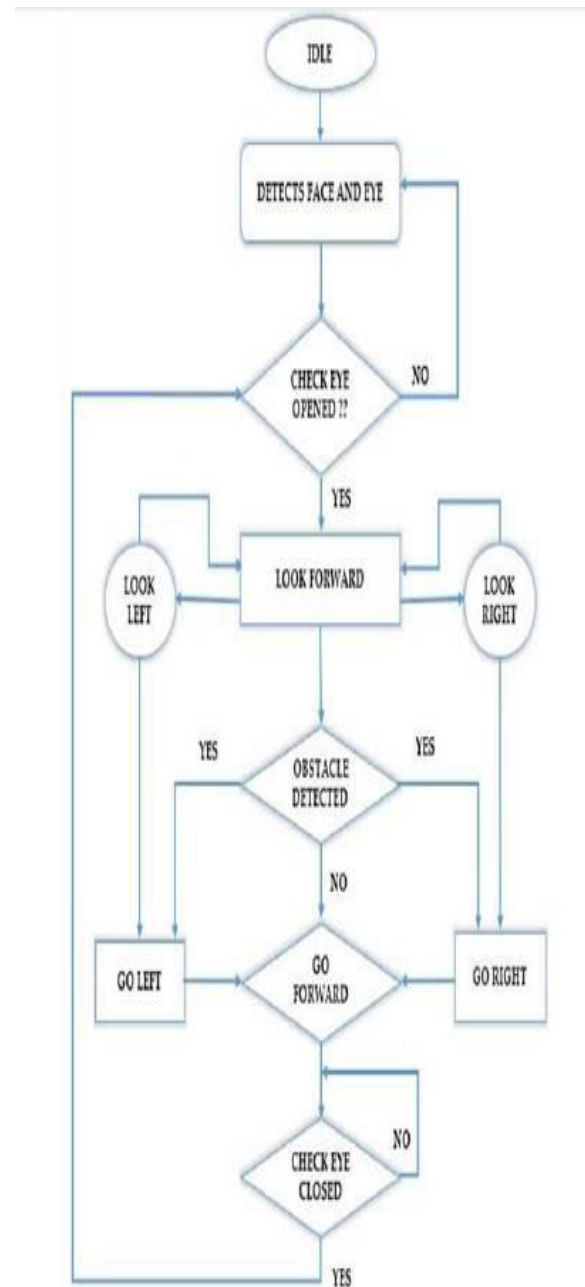 IDLE
DETECTS FACE AND EYE
CHECK EYE
OPENED ??
NO
YES
LOOK
LEFT
LOOK FORWARD
LOOK
RIGHT
YES
OBSTACLE
DETECTED
YES
NO
GO LEFT
GO
FORWARD
GO RIGHT
CHECK EYE
CLOSED
NO
YES